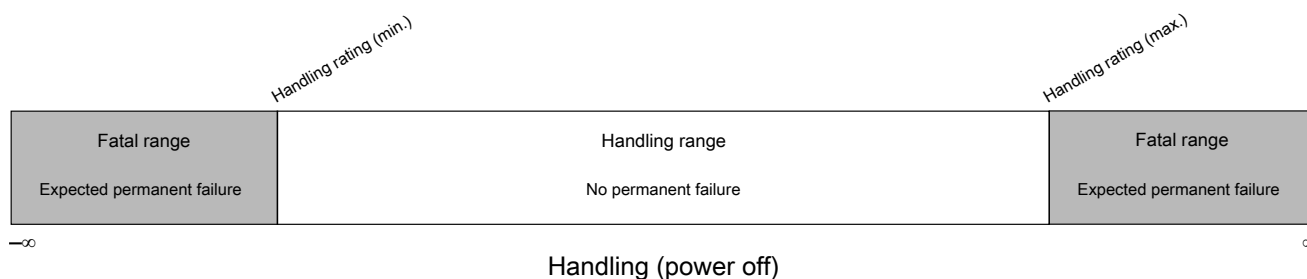 Handling rating (min.)
Handling rating (max.)
Fatal range
Handling range
Fatal range
Expected permanent failure
No permanent failure
Expected permanent failure
–∞
Handling (power off)